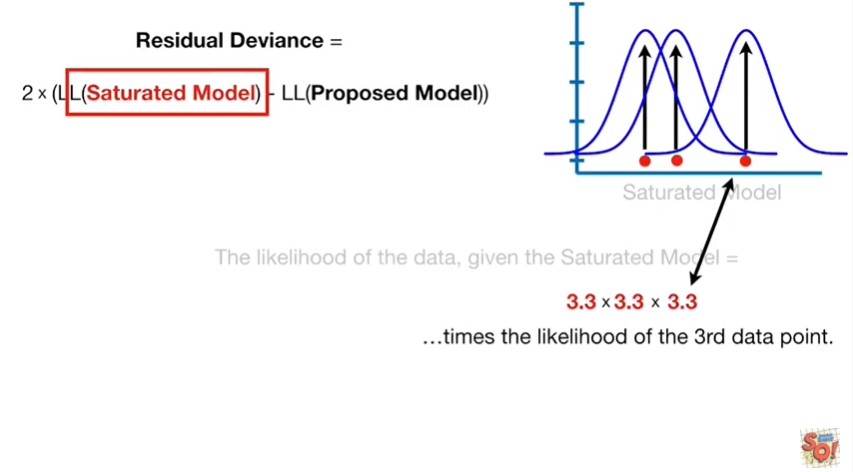 Residual Deviance =
2 × (LL(Saturated Model) - LL(Proposed Model))
Saturated Model
The likelihood of the data, given the Saturated Model =
3.3 × 3.3 × 3.3
…times the likelihood of the 3rd data point.
SQ!